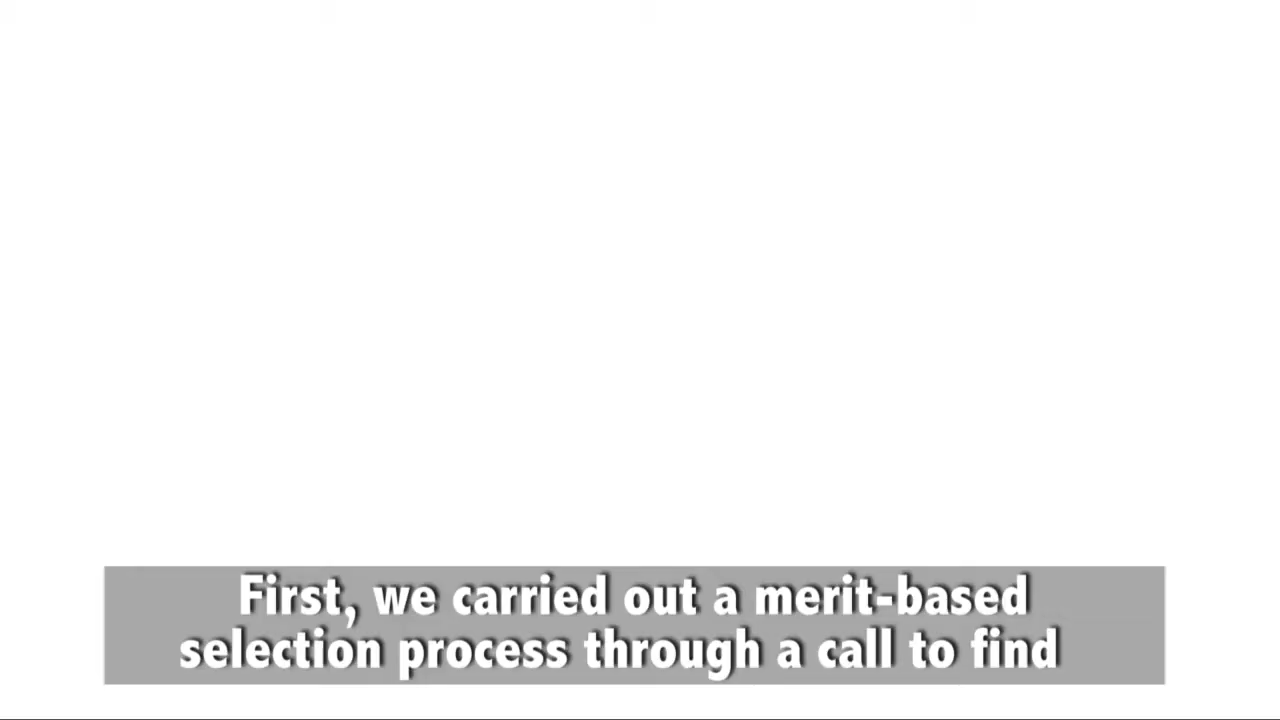 First, we carried out a merit-based
selection process through a call to find